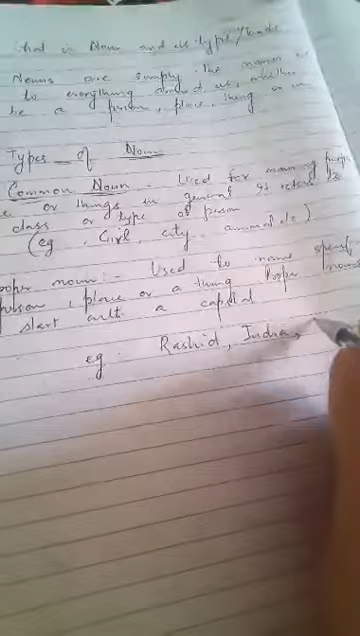 What is Noun and its types/kinds
Nouns are simply the names
to everything around us, whether
be a person, place, thing or
Types of Noun
Common Noun - Used for naming
or things in general It refers to
class or type of person
(eg. Girl, city, animal etc)
noun:- Used to name
person, place or a thing Proper nouns
start with a capital
eg Rashid, India,